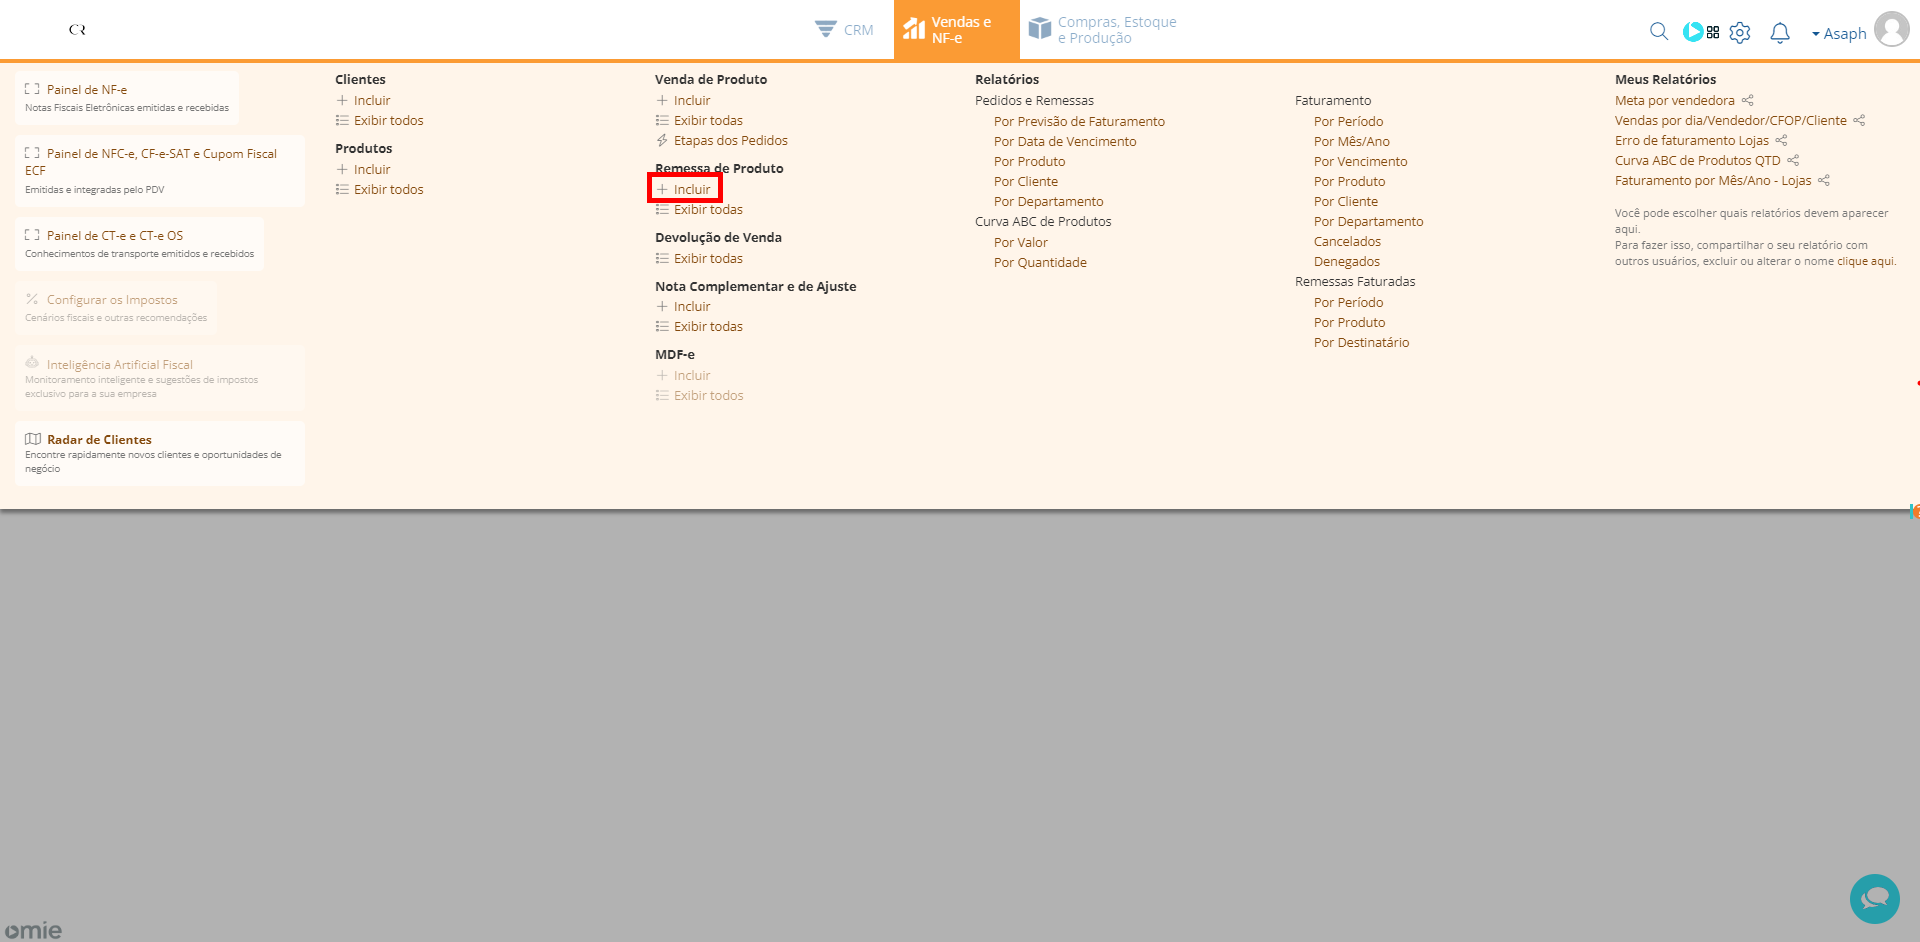 CR
CRM
Vendas e
NF-e
Compras, Estoque
e Produção
Asaph
Painel de NF-e
Notas Fiscais Eletrônicas emitidas e recebidas
Painel de NFC-e, CF-e-SAT e Cupom Fiscal
ECF
Emitidas e integradas pelo PDV
Painel de CT-e e CT-e OS
Conhecimentos de transporte emitidos e recebidos
Configurar os Impostos
Cenários fiscais e outras recomendações
Inteligência Artificial Fiscal
Monitoramento inteligente e sugestões de impostos
exclusivo para a sua empresa
Radar de Clientes
Encontre rapidamente novos clientes e oportunidades de
negócio
Clientes
Incluir
Exibir todos
Produtos
Incluir
Exibir todos
Venda de Produto
Incluir
Exibir todas
Etapas dos Pedidos
Remessa de Produto
Incluir
Exibir todas
Devolução de Venda
Exibir todas
Nota Complementar e de Ajuste
Incluir
Exibir todas
MDF-e
Incluir
Exibir todos
Relatórios
Pedidos e Remessas
Por Previsão de Faturamento
Por Data de Vencimento
Por Produto
Por Cliente
Por Departamento
Curva ABC de Produtos
Por Valor
Por Quantidade
Faturamento
Por Período
Por Mês/Ano
Por Vencimento
Por Produto
Por Cliente
Por Departamento
Cancelados
Denegados
Remessas Faturadas
Por Período
Por Produto
Por Destinatário
Meus Relatórios
Meta por vendedora
Vendas por dia/Vendedor/CFOP/Cliente
Erro de faturamento Lojas
Curva ABC de Produtos QTD
Faturamento por Mês/Ano - Lojas
Você pode escolher quais relatórios devem aparecer
aqui.
Para fazer isso, compartilhar o seu relatório com
outros usuários, excluir ou alterar o nome clique aqui.
omie